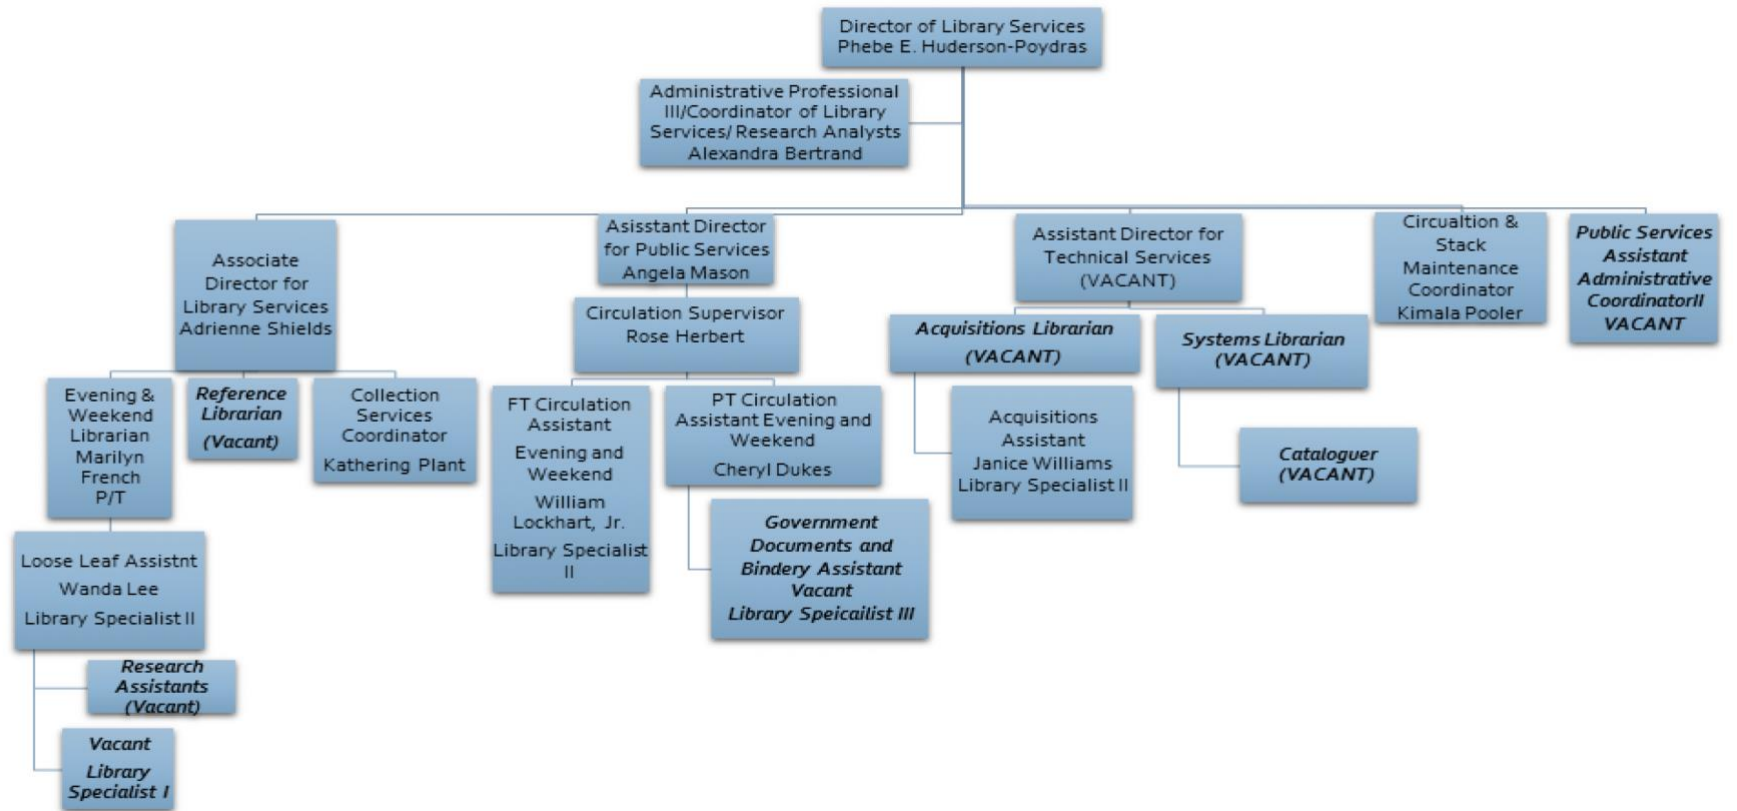 Director of Library Services
Phebe E. Huderson-Poydras
Administrative Professional
III/Coordinator of Library
Services/ Research Analysts
Alexandra Bertrand
Associate
Director for
Library Services
Adrienne Shields
Asisstant Director
for Public Services
Angela Mason
Assistant Director for
Technical Services
(VACANT)
Circualtion &
Stack
Maintenance
Coordinator
Kimala Pooler
Public Services
Assistant
Administrative
CoordinatorII
VACANT
Circulation Supervisor
Rose Herbert
Acquisitions Librarian
(VACANT)
Systems Librarian
(VACANT)
Evening &
Weekend
Librarian
Marilyn
French
P/T
Reference
Librarian
(Vacant)
Collection
Services
Coordinator
Kathering Plant
FT Circulation
Assistant
Evening and
Weekend
William
Lockhart, Jr.
Library Specialist
II
PT Circulation
Assistant Evening and
Weekend
Cheryl Dukes
Acquisitions
Assistant
Janice Williams
Library Specialist II
Cataloguer
(VACANT)
Government
Documents and
Bindery Assistant
Vacant
Library Speicailist III
Loose Leaf Assistnt
Wanda Lee
Library Specialist II
Research
Assistants
(Vacant)
Vacant
Library
Specialist I